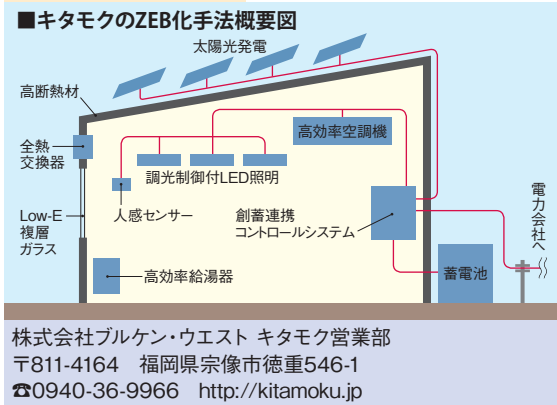 ■キタモクのZEB化手法概要図
太陽光発電
高断熱材
全熱
交換器
高効率空調機
調光制御付LED照明
人感センサー
Low-E
複層
ガラス
創蓄連携
コントロールシステム
電力会社へ
高効率給湯器
蓄電池
株式会社ブルケン・ウエスト キタモク営業部
〒811-4164 福岡県宗像市徳重546-1
☎0940-36-9966 http://kitamoku.jp